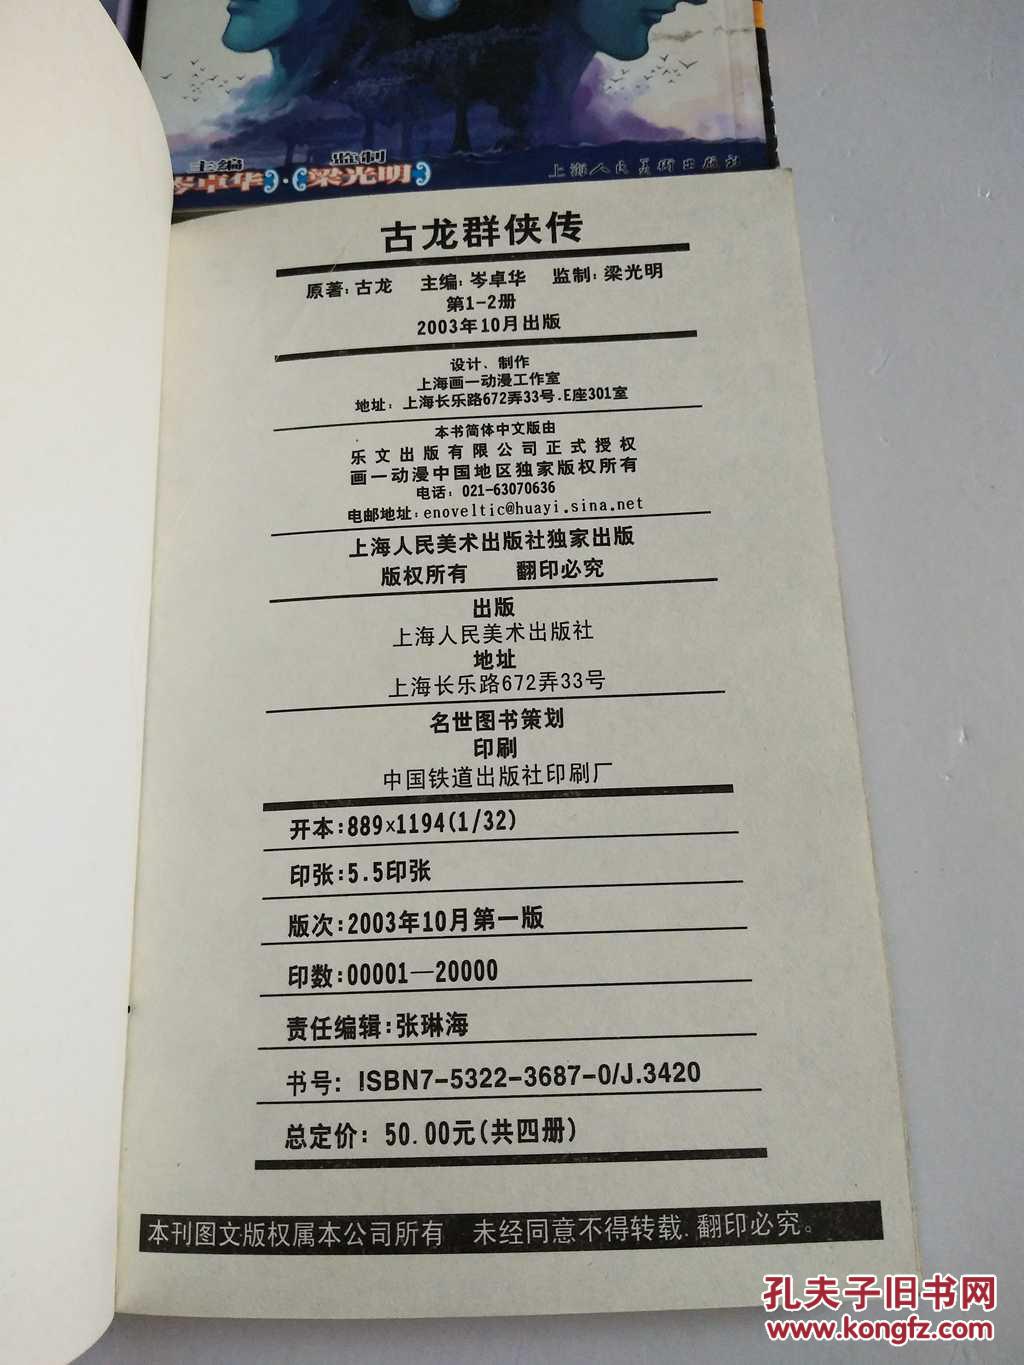 主编 监制
岑卓华·梁光明
上海人民美术出版社
古龙群侠传
原著:古龙 主编:岑卓华 监制:梁光明
第1-2册
2003年10月出版
设计、制作
上海画一动漫工作室
地址：上海长乐路672弄33号.E座301室
本书简体中文版由
乐文出版有限公司正式授权
画一动漫中国地区独家版权所有
电话：021-63070636
电邮地址:enoveltic@huayi.sina.net
上海人民美术出版社独家出版
版权所有 翻印必究
出版
上海人民美术出版社
地址
上海长乐路672弄33号
名世图书策划
印刷
中国铁道出版社印刷厂
开本:889×1194(1/32)
印张:5.5印张
版次:2003年10月第一版
印数:00001—20000
责任编辑:张琳海
书号：ISBN7-5322-3687-0/J.3420
总定价：50.00元(共四册)
本刊图文版权属本公司所有 未经同意不得转载.翻印必究。
孔夫子旧书网
www.kongfz.com